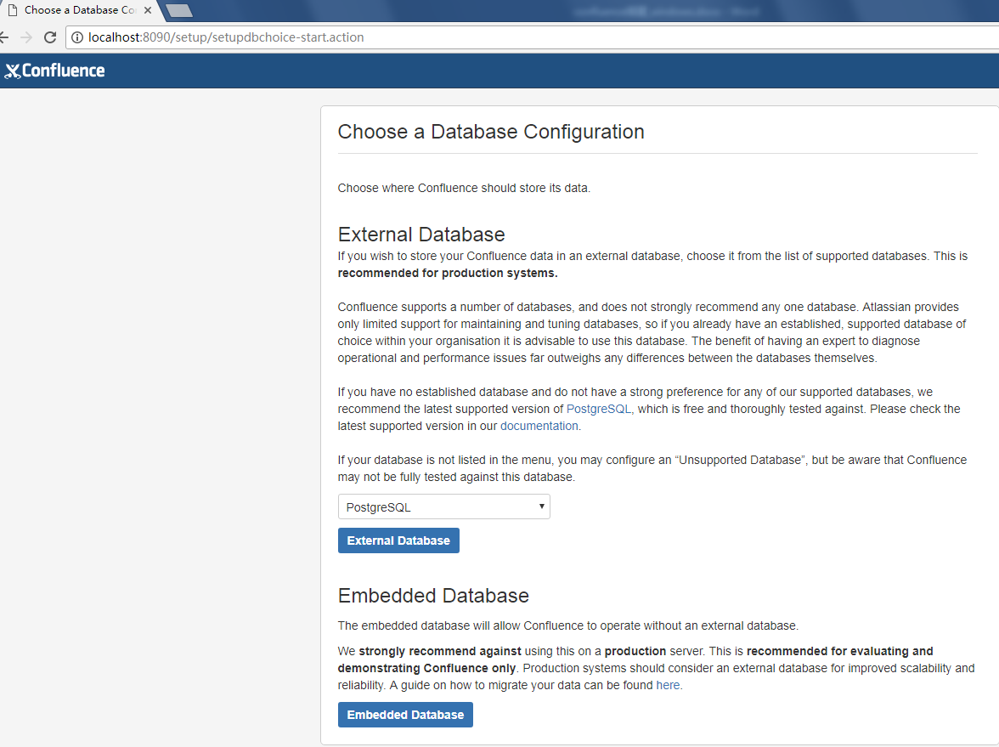 Choose a Database Co
localhost:8090/setup/setupdbchoice-start.action
Confluence
Choose a Database Configuration
Choose where Confluence should store its data.
External Database
If you wish to store your Confluence data in an external database, choose it from the list of supported databases. This is
recommended for production systems.
Confluence supports a number of databases, and does not strongly recommend any one database. Atlassian provides
only limited support for maintaining and tuning databases, so if you already have an established, supported database of
choice within your organisation it is advisable to use this database. The benefit of having an expert to diagnose
operational and performance issues far outweighs any differences between the databases themselves.
If you have no established database and do not have a strong preference for any of our supported databases, we
recommend the latest supported version of PostgreSQL, which is free and thoroughly tested against. Please check the
latest supported version in our documentation.
If your database is not listed in the menu, you may configure an “Unsupported Database”, but be aware that Confluence
may not be fully tested against this database.
PostgreSQL
External Database
Embedded Database
The embedded database will allow Confluence to operate without an external database.
We strongly recommend against using this on a production server. This is recommended for evaluating and
demonstrating Confluence only. Production systems should consider an external database for improved scalability and
reliability. A guide on how to migrate your data can be found here.
Embedded Database